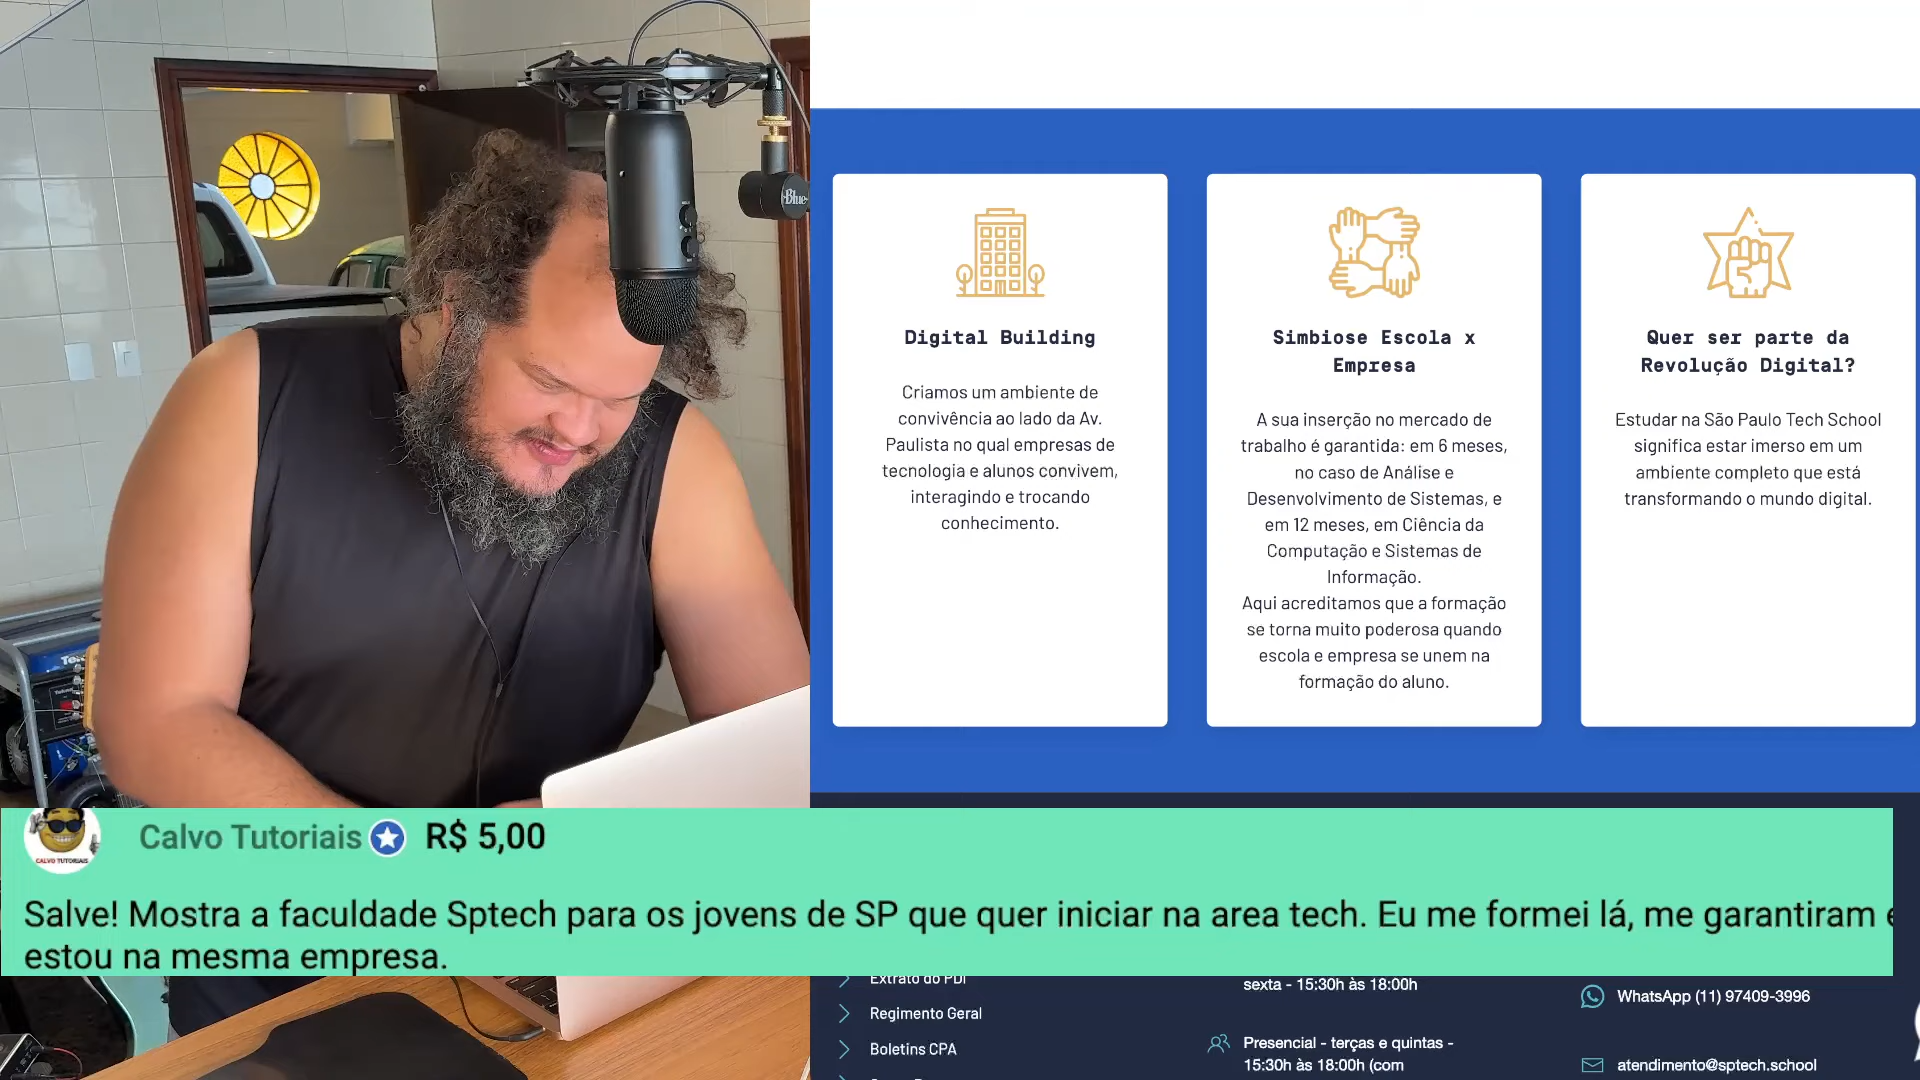 Blue
Digital Building
Criamos um ambiente de
convivência ao lado da Av.
Paulista no qual empresas de
tecnologia e alunos convivem,
interagindo e trocando
conhecimento.
Simbiose Escola x
Empresa
A sua inserção no mercado de
trabalho é garantida: em 6 meses,
no caso de Análise e
Desenvolvimento de Sistemas, e
em 12 meses, em Ciência da
Computação e Sistemas de
Informação.
Aqui acreditamos que a formação
se torna muito poderosa quando
escola e empresa se unem na
formação do aluno.
Quer ser parte da
Revolução Digital?
Estudar na São Paulo Tech School
significa estar imerso em um
ambiente completo que está
transformando o mundo digital.
CALVO TUTORIAIS
Calvo Tutoriais R$ 5,00
Salve! Mostra a faculdade Sptech para os jovens de SP que quer iniciar na area tech. Eu me formei lá, me garantiram
estou na mesma empresa.
Extrato do PDI
Regimento Geral
Boletins CPA
sexta - 15:30h às 18:00h
Presencial - terças e quintas -
15:30h às 18:00h (com
WhatsApp (11) 97409-3996
atendimento@sptech.school